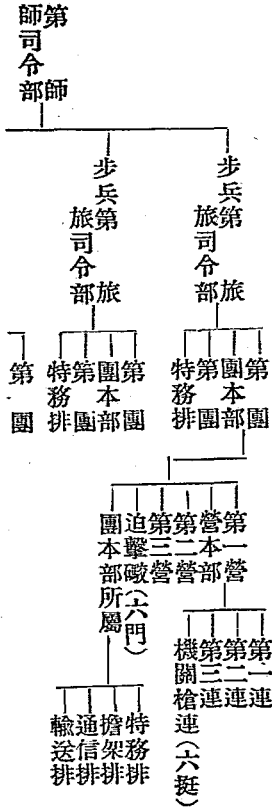 第 師
師司令部
步兵第 旅
旅司令部
步兵第 旅
旅司令部
第 團
團本部
第 團
特務排
第 團
團本部
第 團
特務排
第 團
第一營
營本部
第二營
第三營
迫擊礮(六門)
團本部所屬
第一連
第二連
第三連
機關槍連(六挺)
特務排
擔架排
通信排
輸送排